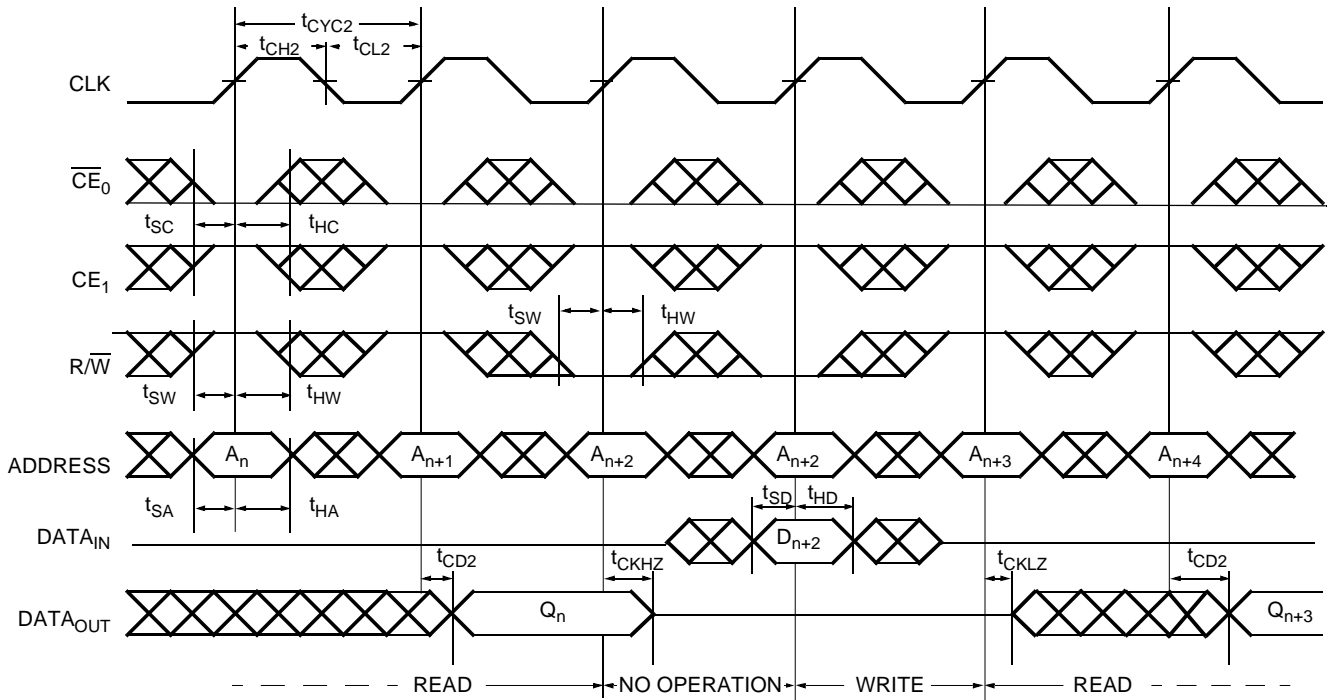 tCYC2
tCH2 tCL2
CLK
CE0
tSC tHC
CE1
tSW tHW
R/W
tSW tHW
ADDRESS An An+1 An+2 An+2 An+3 An+4
tSA tHA tSD tHD
DATAIN Dn+2
tCD2 tCKHZ tCKLZ tCD2
DATAOUT Qn Qn+3
READ NO OPERATION WRITE READ